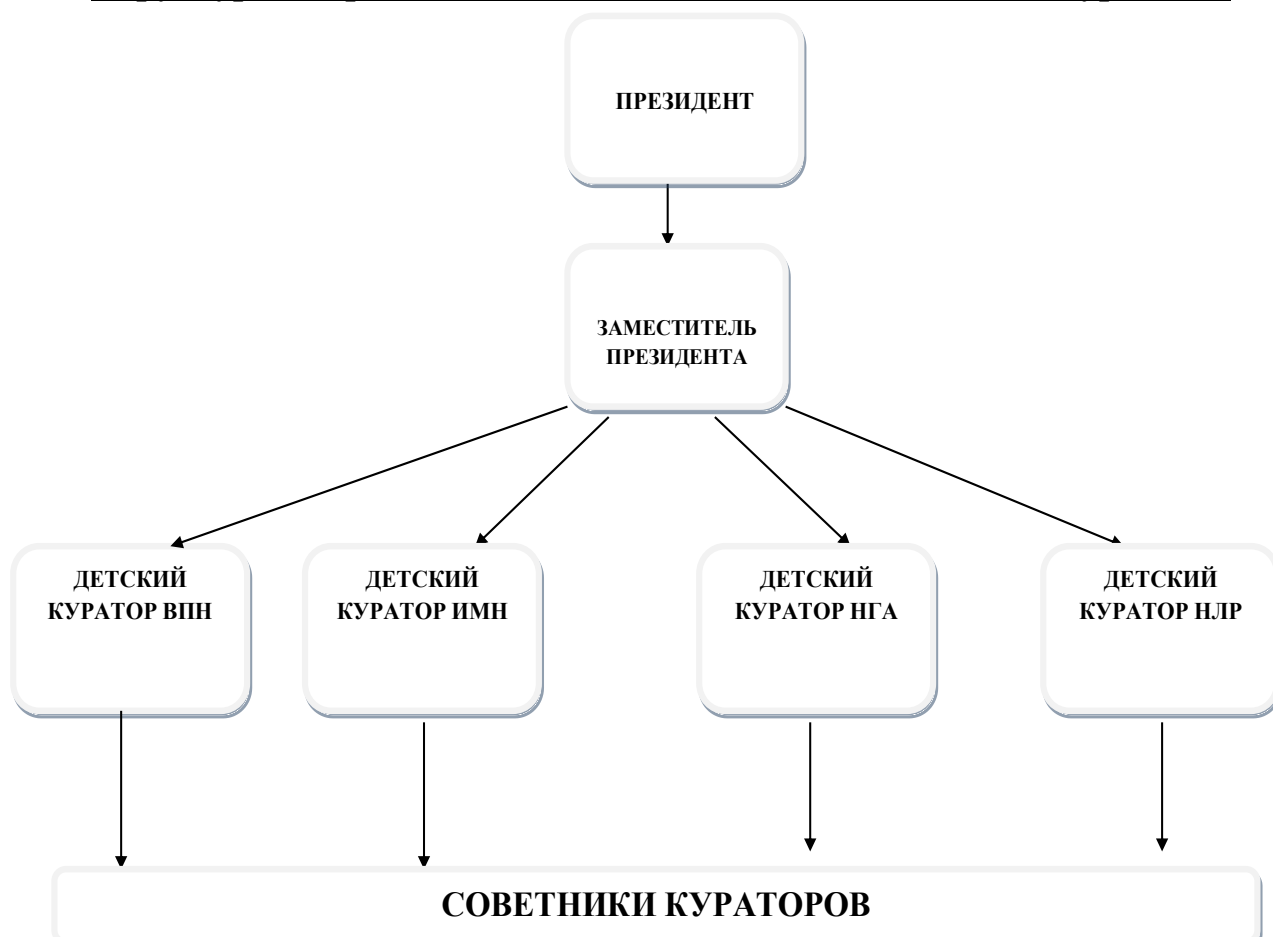 ПРЕЗИДЕНТ
ЗАМЕСТИТЕЛЬ
ПРЕЗИДЕНТА
ДЕТСКИЙ
КУРАТОР ВПН
ДЕТСКИЙ
КУРАТОР ИМН
ДЕТСКИЙ
КУРАТОР НГА
ДЕТСКИЙ
КУРАТОР НЛР
СОВЕТНИКИ КУРАТОРОВ